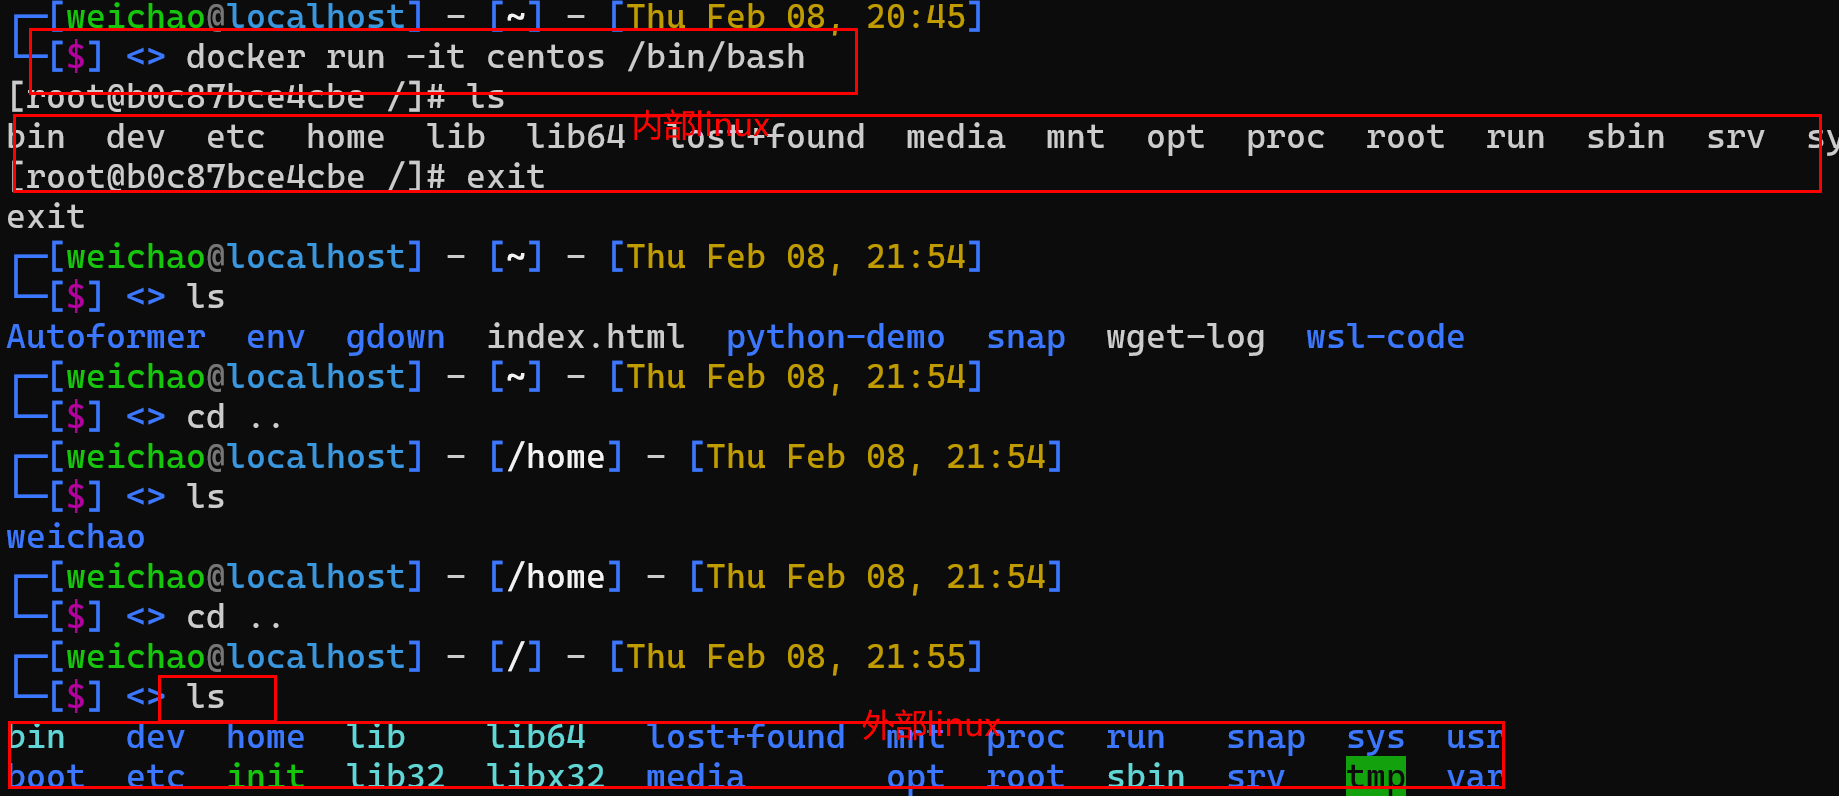 [weichao@localhost] - [~] - [Thu Feb 08, 20:45]
[$] <> docker run -it centos /bin/bash
[root@b0c87bce4cbe /]# ls
内部linux
bin dev etc home lib lib64 lost+found media mnt opt proc root run sbin srv sy
[root@b0c87bce4cbe /]# exit
exit
[weichao@localhost] - [~] - [Thu Feb 08, 21:54]
[$] <> ls
Autoformer env gdown index.html python-demo snap wget-log wsl-code
[weichao@localhost] - [~] - [Thu Feb 08, 21:54]
[$] <> cd ..
[weichao@localhost] - [/home] - [Thu Feb 08, 21:54]
[$] <> ls
weichao
[weichao@localhost] - [/home] - [Thu Feb 08, 21:54]
[$] <> cd ..
[weichao@localhost] - [/] - [Thu Feb 08, 21:55]
[$] <> ls
外部linux
bin dev home lib lib64 lost+found mnt proc run snap sys usr
boot etc init lib32 libx32 media opt root sbin srv tmp var